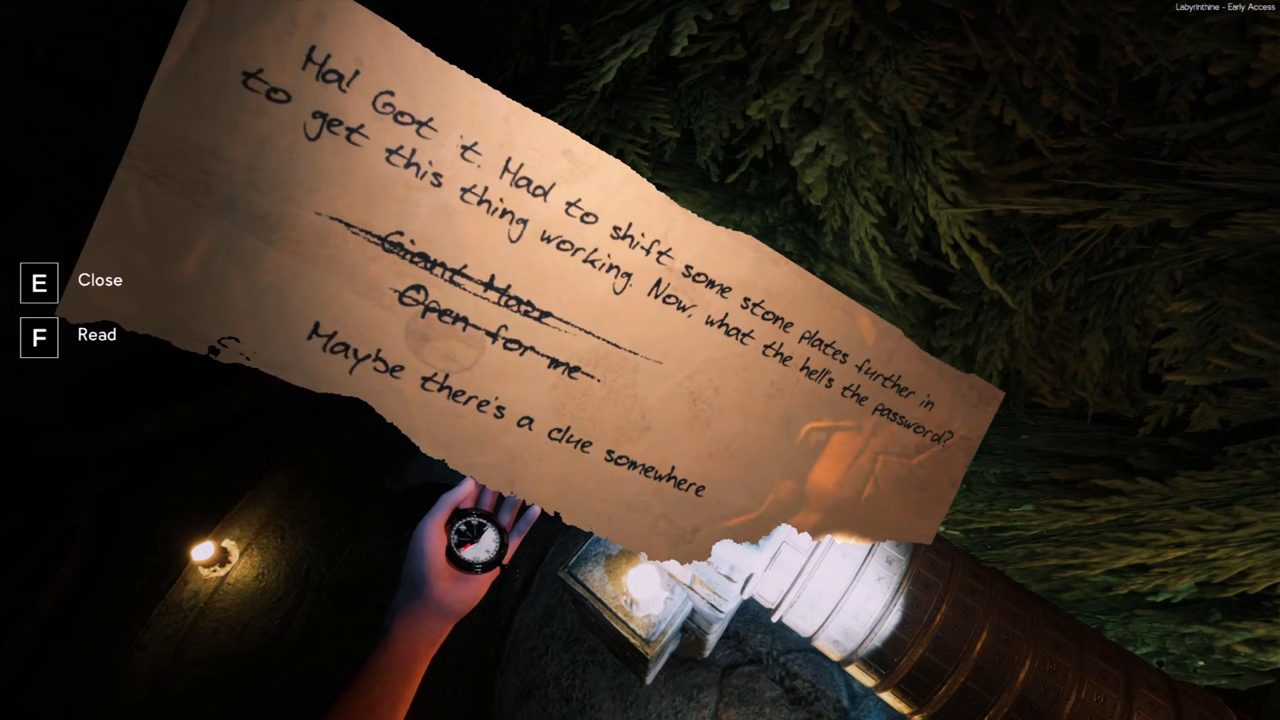 Labyrinthine - Early Access
Ha! Got 't. Had to shift some stone plates further in
to get this thing working. Now, what the hell's the password?
Giant Maze
Open for me
Maybe there's a clue somewhere
E Close
F Read